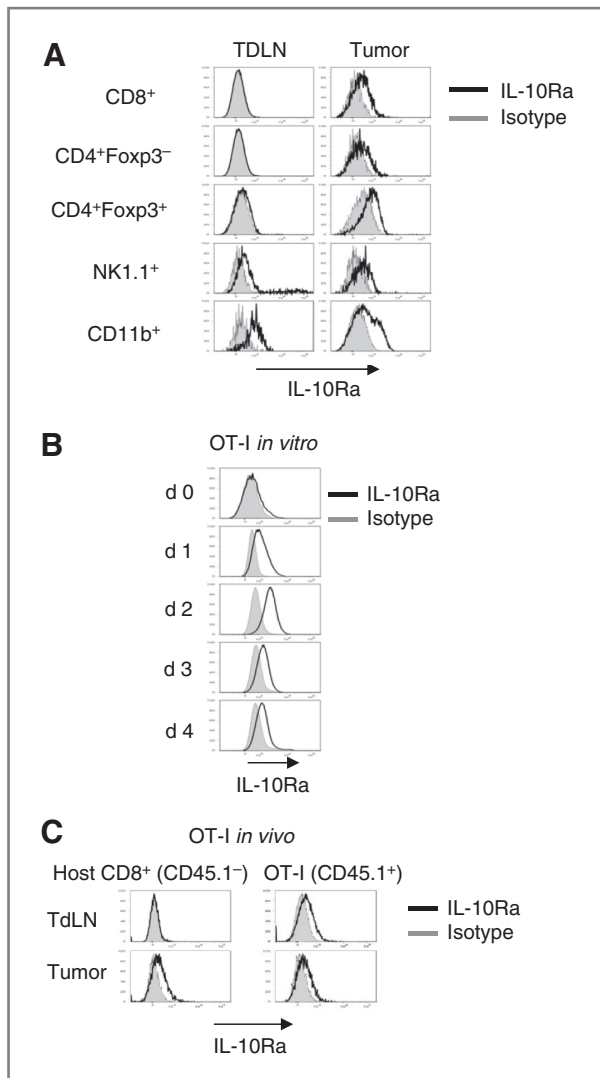 A
TDLN Tumor
CD8+
CD4+Foxp3–
CD4+Foxp3+
NK1.1+
CD11b+
IL-10Ra
Isotype
IL-10Ra
B
OT-I in vitro
d 0
d 1
d 2
d 3
d 4
IL-10Ra
Isotype
IL-10Ra
C
OT-I in vivo
Host CD8+ (CD45.1–) OT-I (CD45.1+)
TdLN
Tumor
IL-10Ra
Isotype
IL-10Ra